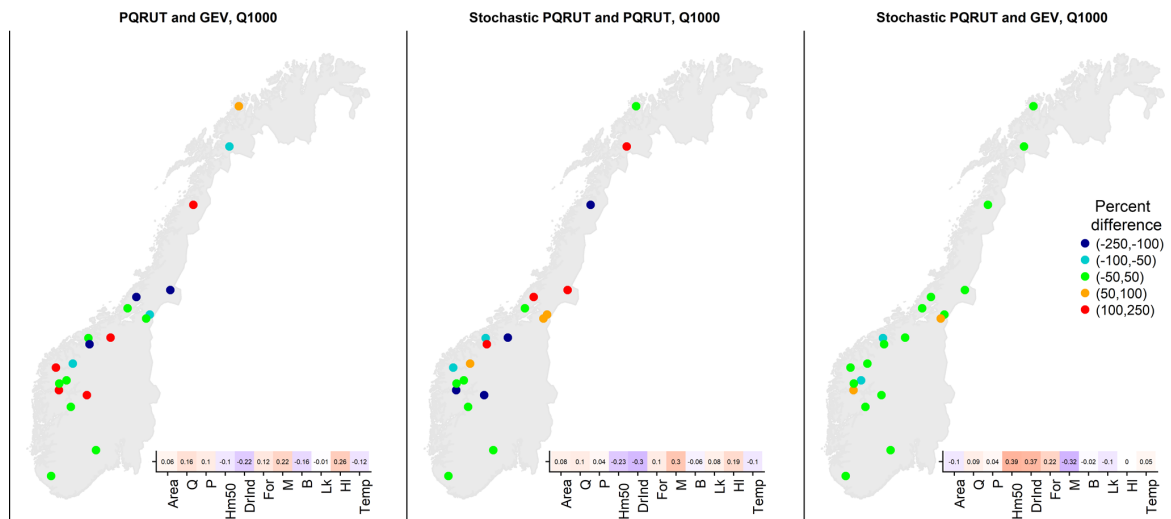 PQRUT and GEV, Q1000
Stochastic PQRUT and PQRUT, Q1000
Stochastic PQRUT and GEV, Q1000
Percent
difference
(-250,-100)
(-100,-50)
(-50,50)
(50,100)
(100,250)
0.06 0.16 0.1 -0.1 -0.22 0.12 0.22 -0.16 -0.01 0.26 -0.12
Area Q P Hm50 DrInd For M B Lk HI Temp
0.08 0.1 0.04 -0.23 -0.3 0.1 0.3 -0.06 0.08 0.19 -0.1
Area Q P Hm50 DrInd For M B Lk HI Temp
-0.1 0.09 0.04 0.39 0.37 0.22 -0.32 -0.02 -0.1 0 0.05
Area Q P Hm50 DrInd For M B Lk HI Temp